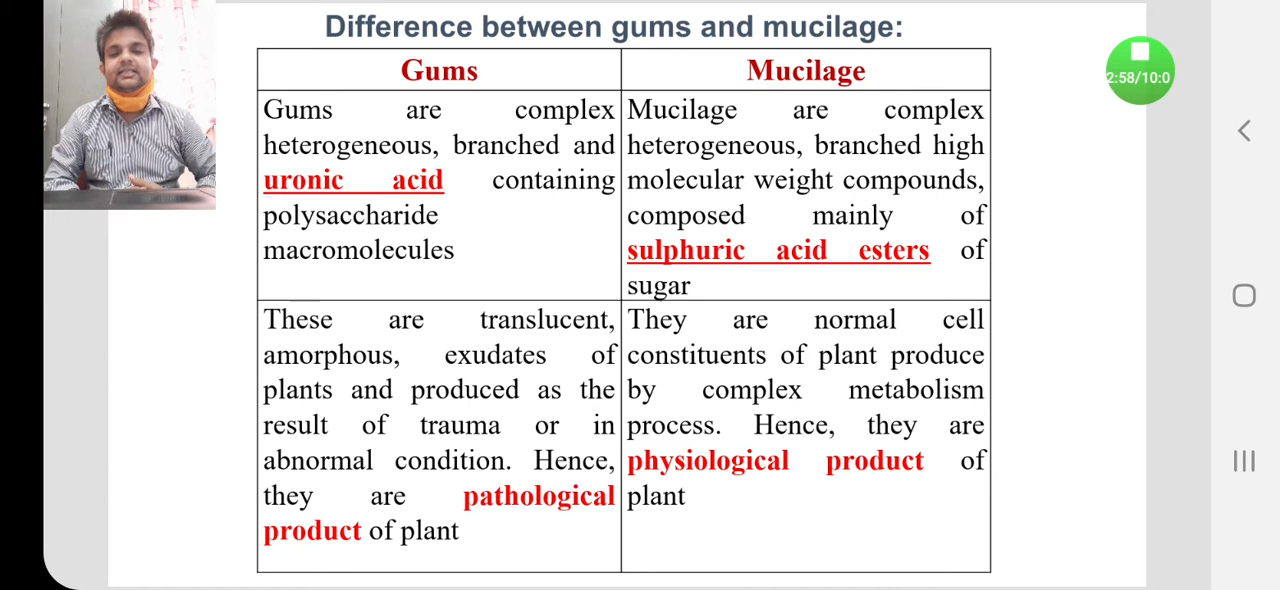 Difference between gums and mucilage:
Gums
Mucilage
Gums are complex
heterogeneous, branched and
uronic acid containing
polysaccharide
macromolecules
Mucilage are complex
heterogeneous, branched high
molecular weight compounds,
composed mainly of
sulphuric acid esters of
sugar
These are translucent,
amorphous, exudates of
plants and produced as the
result of trauma or in
abnormal condition. Hence,
they are pathological
product of plant
They are normal cell
constituents of plant produce
by complex metabolism
process. Hence, they are
physiological product of
plant
2:58/10:0